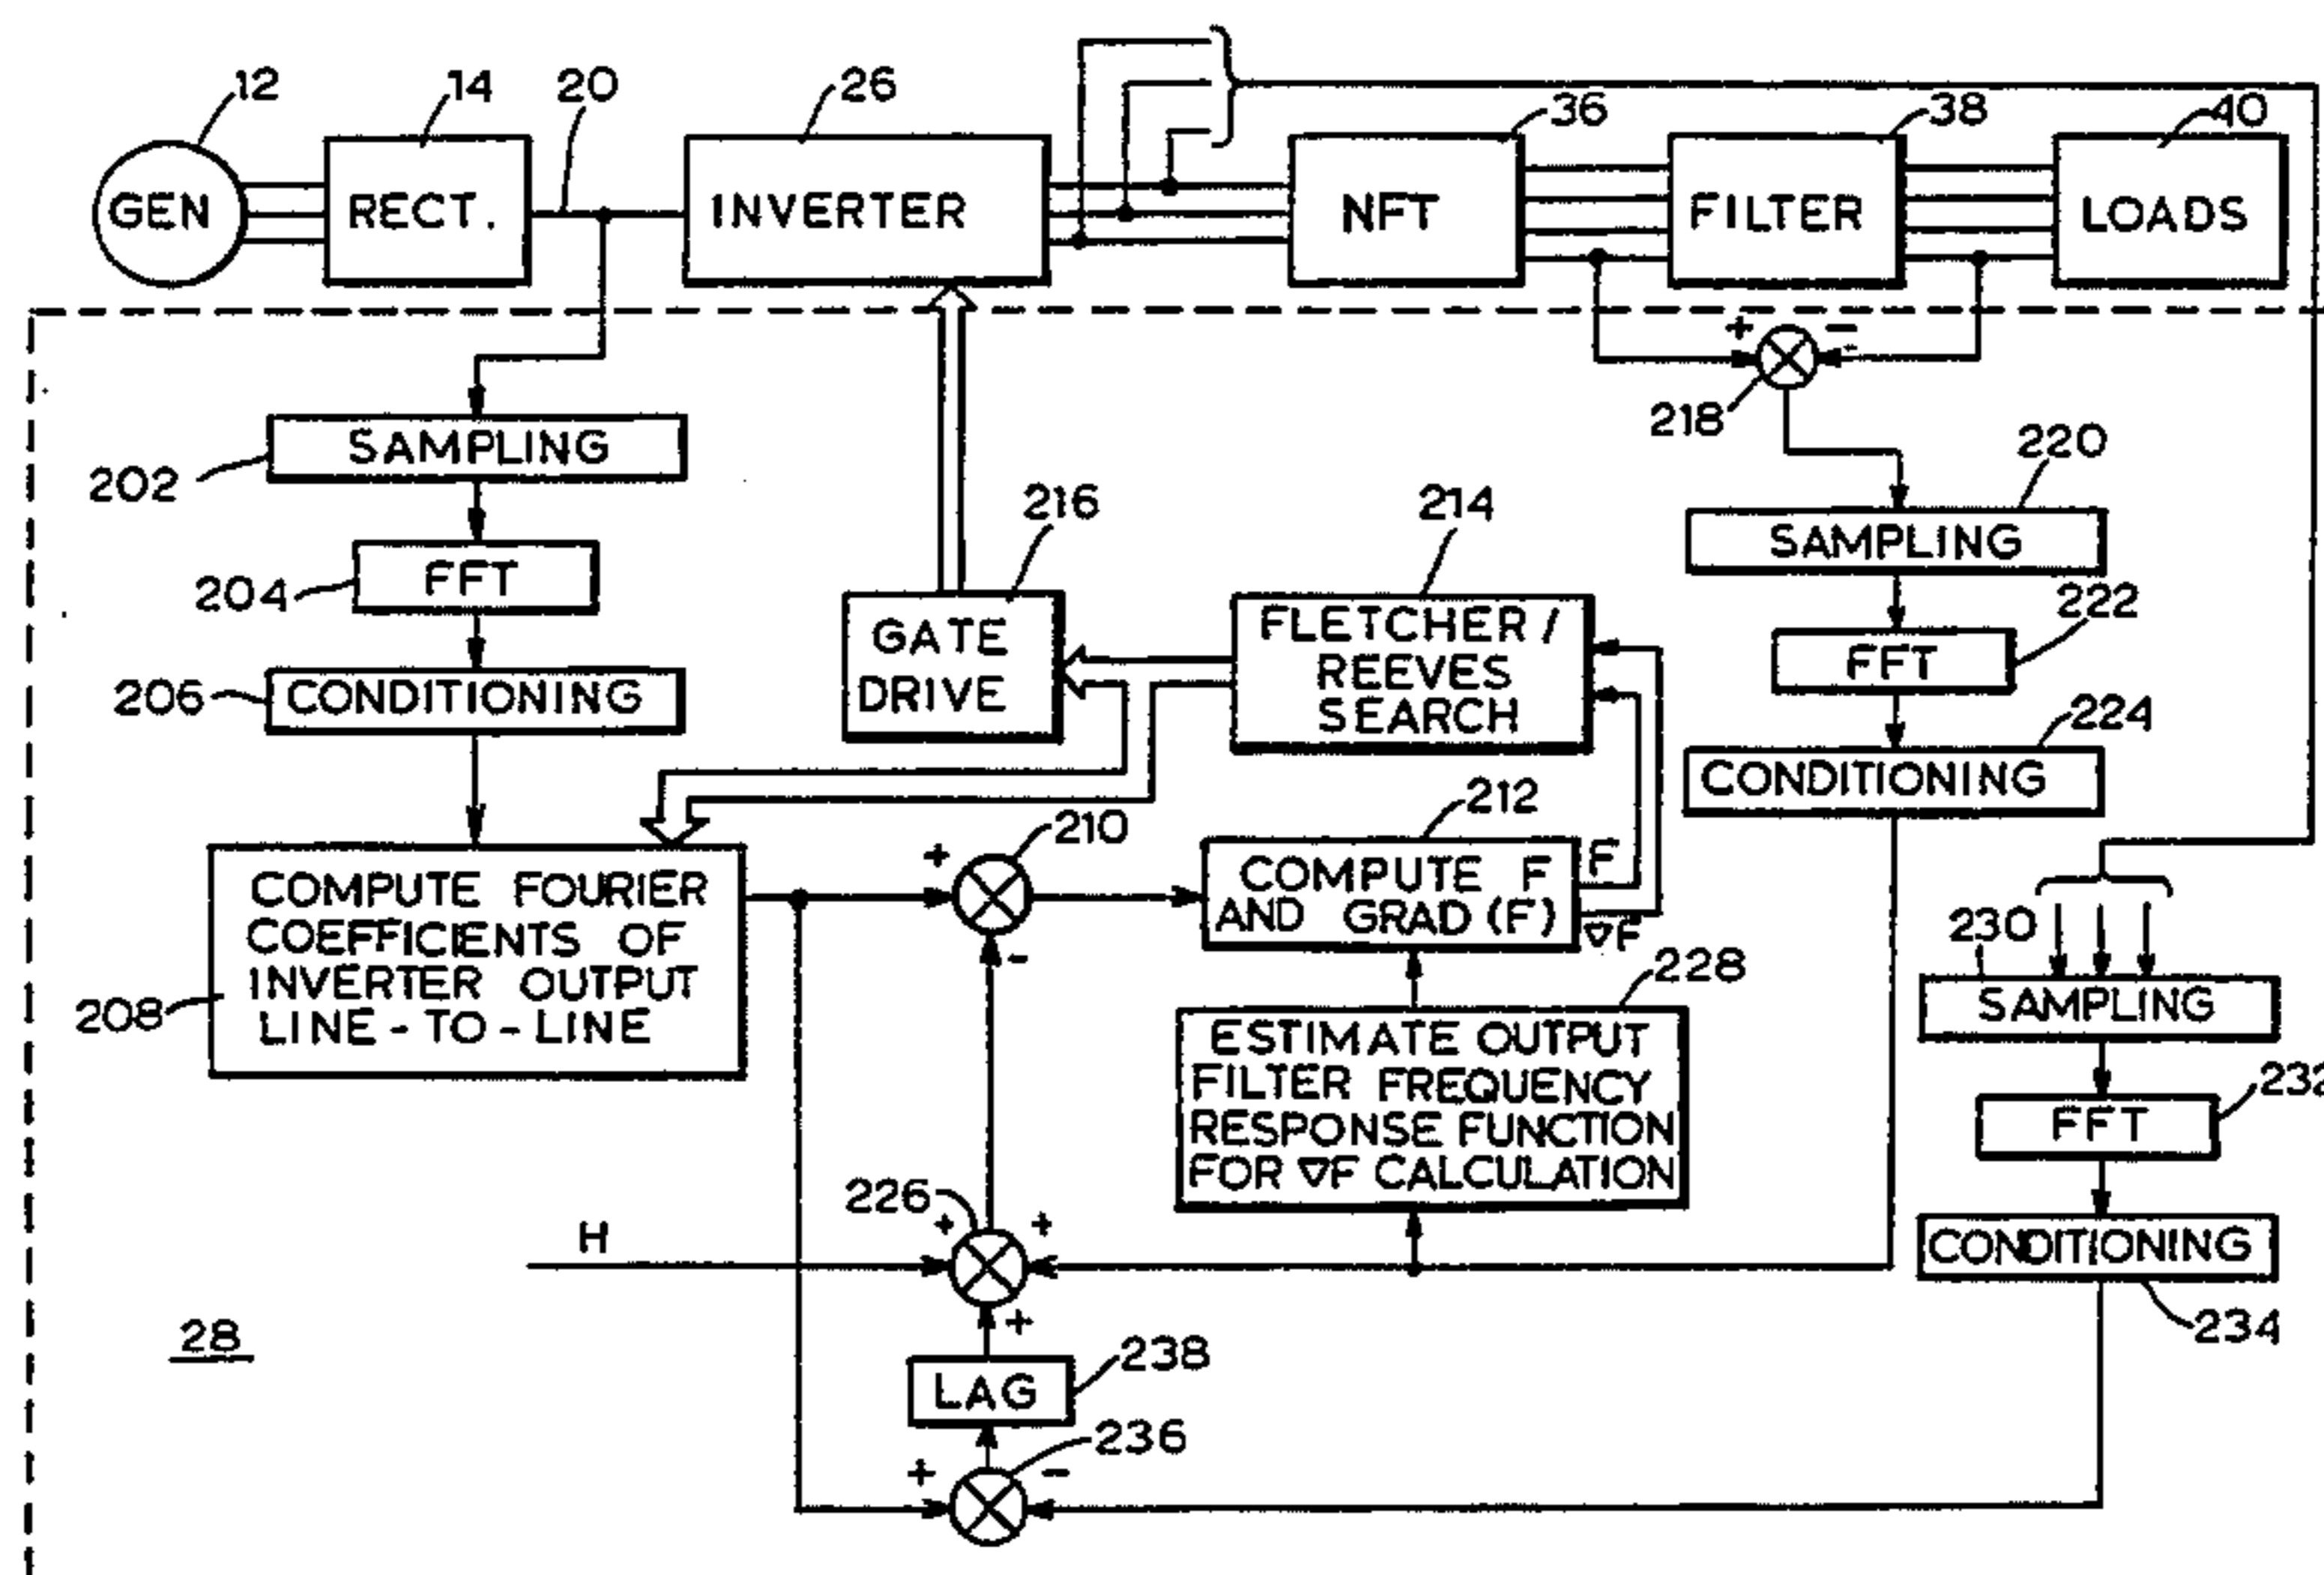 12
14
20
26
36
38
40
GEN
RECT.
INVERTER
NFT
FILTER
LOADS
+
-
-
218
SAMPLING
202
FFT
204
CONDITIONING
206
216
GATE
DRIVE
214
FLETCHER /
REEVES
SEARCH
220
SAMPLING
222
FFT
224
CONDITIONING
COMPUTE FOURIER
COEFFICIENTS OF
INVERTER OUTPUT
LINE-TO-LINE
208
+
210
-
212
COMPUTE F
AND GRAD (F)
F
∇F
228
ESTIMATE OUTPUT
FILTER FREQUENCY
RESPONSE FUNCTION
FOR ∇F CALCULATION
230
SAMPLING
232
FFT
CONDITIONING
234
H
226
+
+
+
28
238
LAG
236
+
-